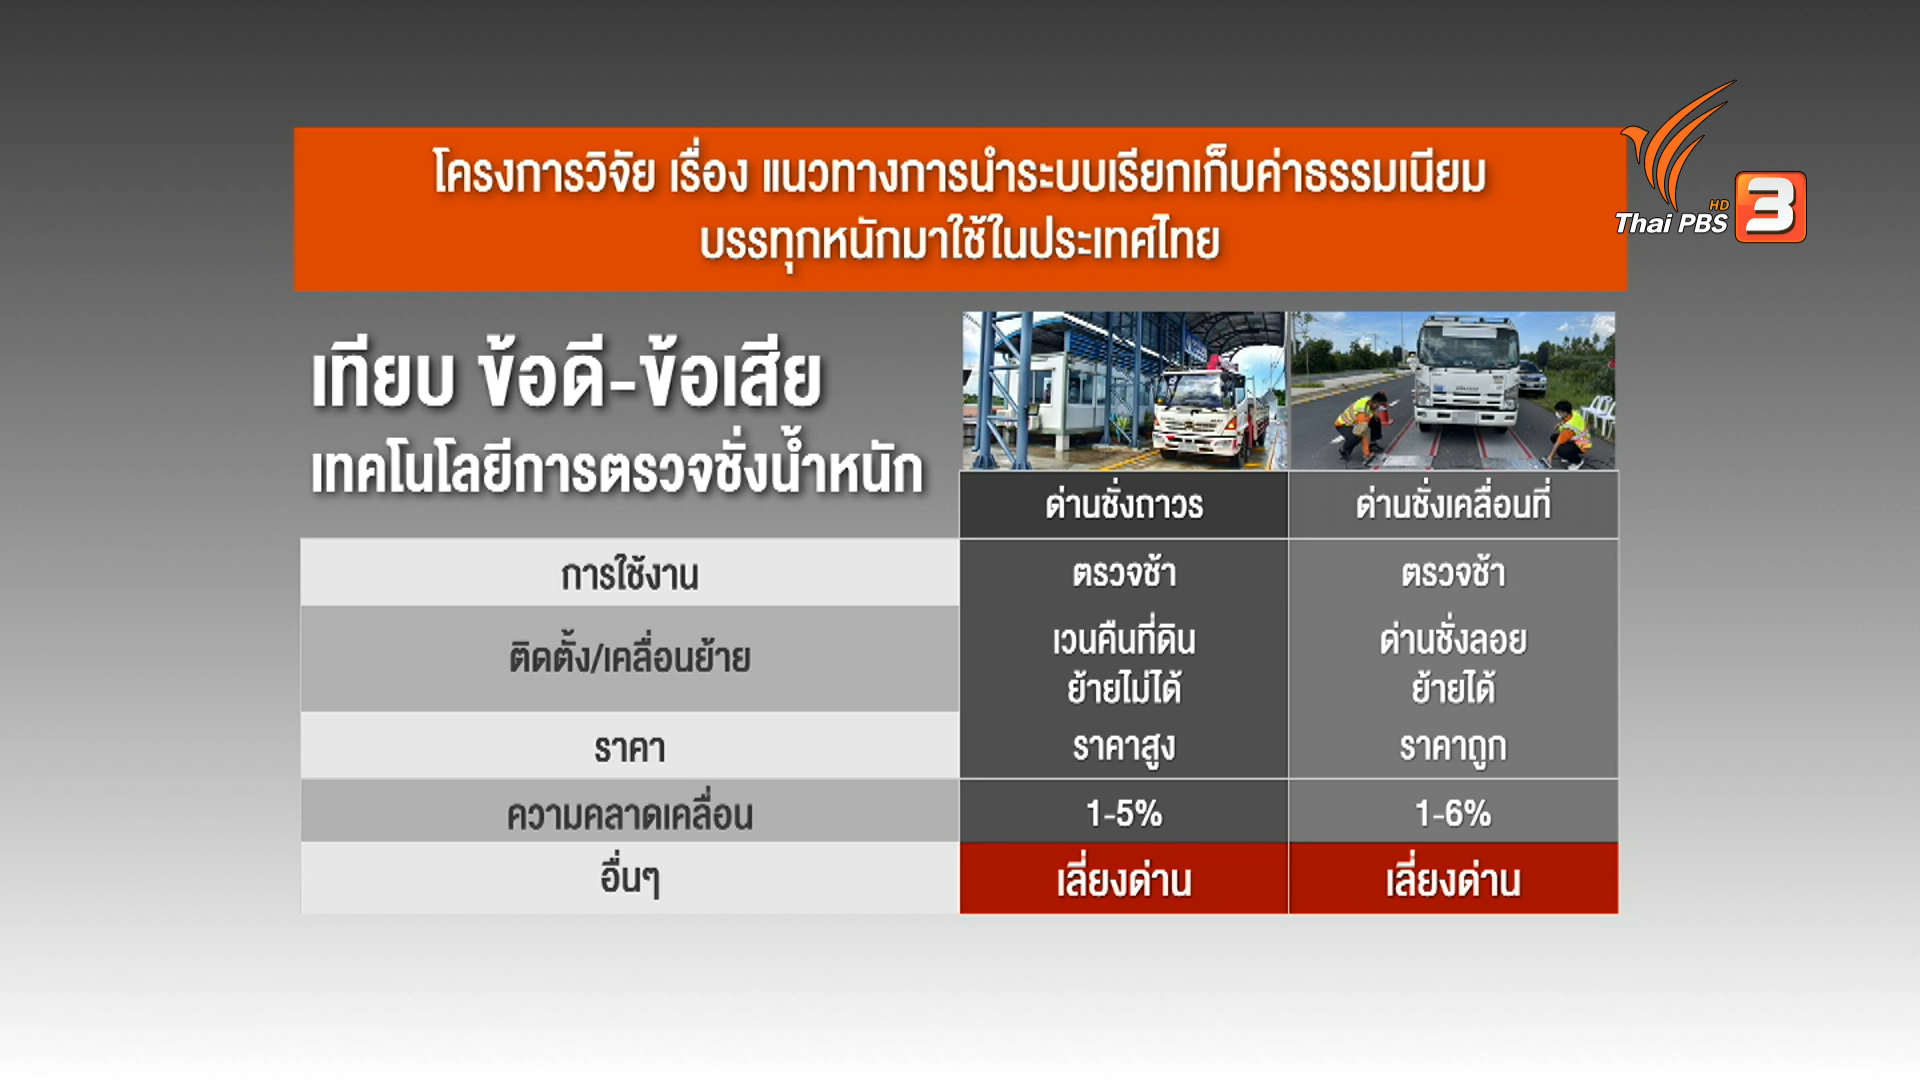 โครงการวิจัย เรื่อง แนวทางการนำระบบเรียกเก็บค่าธรรมเนียม
บรรทุกหนักมาใช้ในประเทศไทย
HD
Thai PBS 3
เทียบ ข้อดี-ข้อเสีย
เทคโนโลยีการตรวจชั่งน้ำหนัก
ด่านชั่งถาวร ด่านชั่งเคลื่อนที่
การใช้งาน ตรวจช้า ตรวจช้า
ติดตั้ง/เคลื่อนย้าย
เวนคืนที่ดิน ด่านชั่งลอย
ย้ายไม่ได้ ย้ายได้
ราคา ราคาสูง ราคาถูก
ความคลาดเคลื่อน 1-5% 1-6%
อื่นๆ เลี่ยงด่าน เลี่ยงด่าน